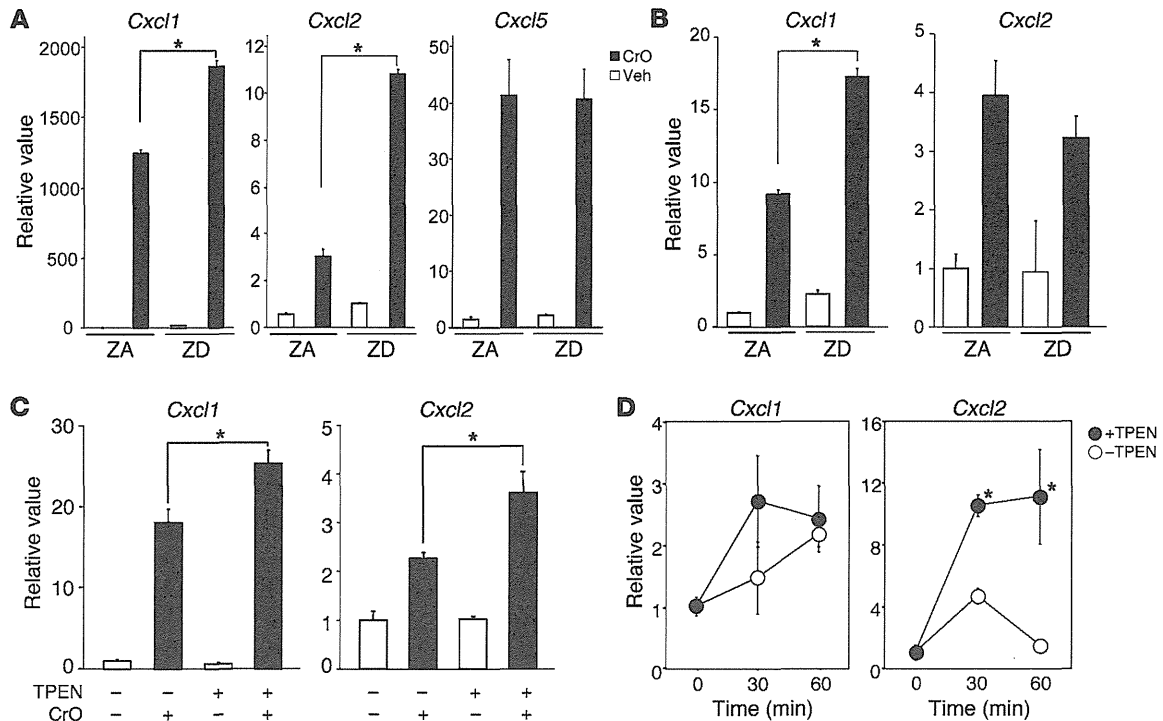 A
Cxcl1
Cxcl2
Cxcl5
Relative value
2000
1500
1000
500
0
*
ZA
ZD
12
10
8
6
4
2
0
*
ZA
ZD
50
40
30
20
10
0
ZA
ZD
CrO
Veh
B
Cxcl1
Cxcl2
Relative value
20
15
10
5
0
*
ZA
ZD
5
4
3
2
1
0
ZA
ZD
C
Cxcl1
Cxcl2
Relative value
30
20
10
0
*
5
4
3
2
1
0
*
TPEN – – + + – – + +
CrO – + – + – + – +
D
Cxcl1
Cxcl2
Relative value
4
3
2
1
0
0 30 60
Time (min)
16
12
8
4
0
*
*
0 30 60
Time (min)
+TPEN
–TPEN